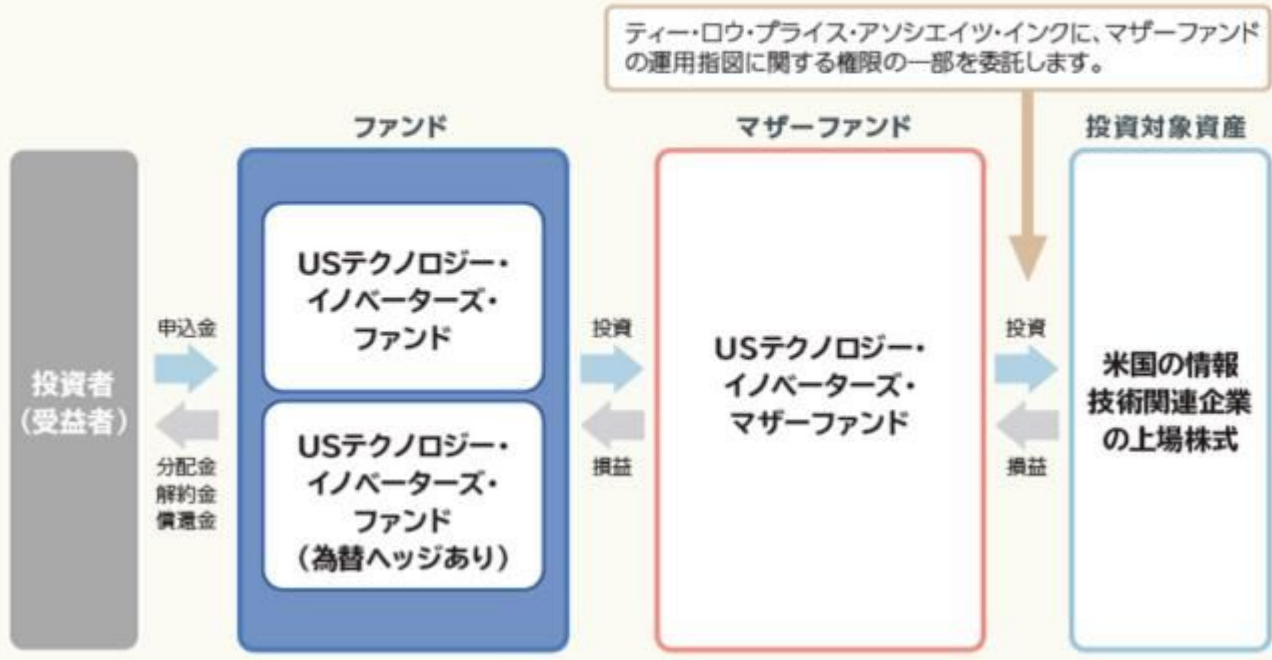 ティー・ロウ・プライス・アソシエイツ・インクに、マザーファンド
の運用指図に関する権限の一部を委託します。
ファンド
マザーファンド
投資対象資産
投資者
(受益者)
申込金
分配金
解約金
償還金
USテクノロジー・
イノベーターズ・
ファンド
USテクノロジー・
イノベーターズ・
ファンド
(為替ヘッジあり)
投資
損益
USテクノロジー・
イノベーターズ・
マザーファンド
投資
損益
米国の情報
技術関連企業
の上場株式